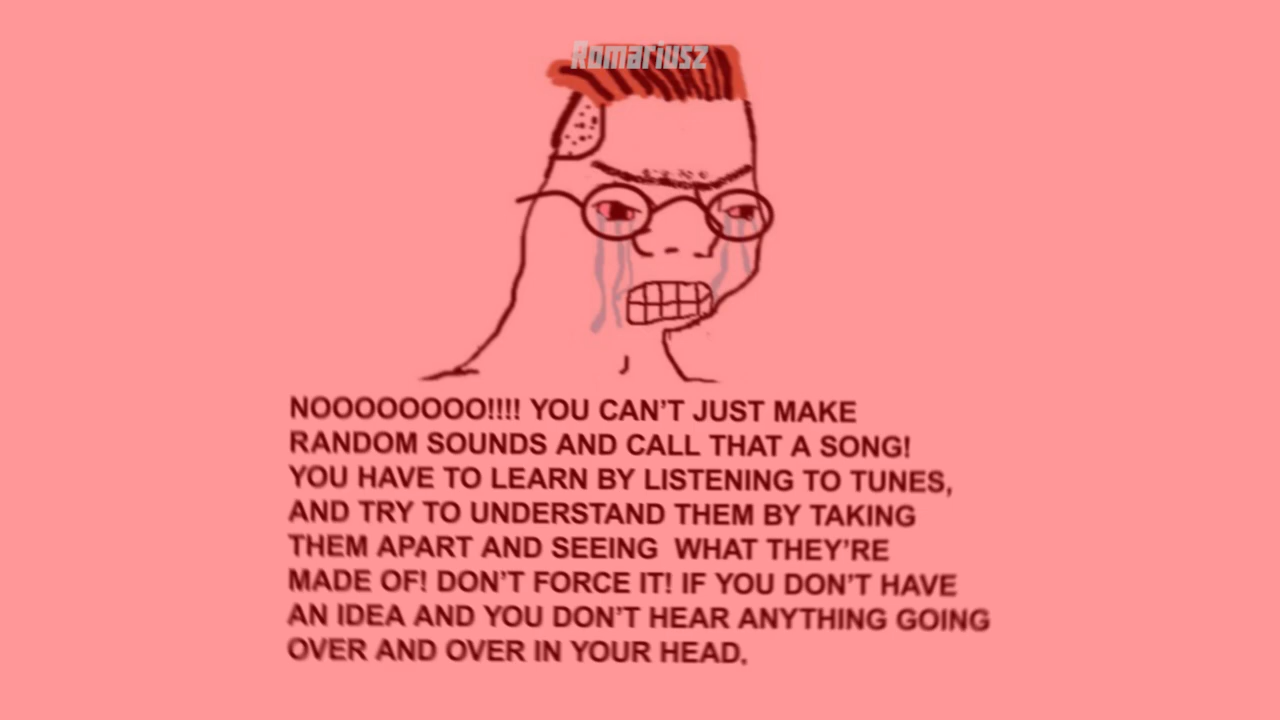 Romariusz
NOOOOOOOO!!!! YOU CAN'T JUST MAKE
RANDOM SOUNDS AND CALL THAT A SONG!
YOU HAVE TO LEARN BY LISTENING TO TUNES,
AND TRY TO UNDERSTAND THEM BY TAKING
THEM APART AND SEEING  WHAT THEY'RE
MADE OF! DON'T FORCE IT! IF YOU DON'T HAVE
AN IDEA AND YOU DON'T HEAR ANYTHING GOING
OVER AND OVER IN YOUR HEAD,